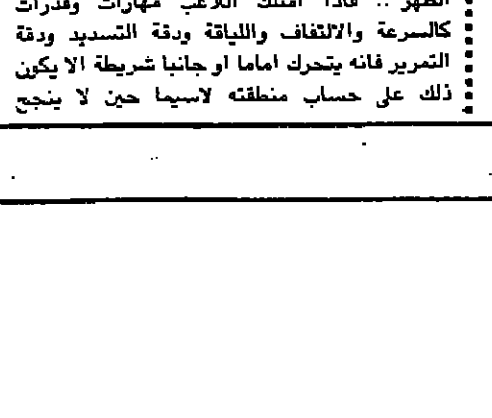 الظهر .. فاذا امتلك اللاعب مهارات وقدرات
كالسرعة والالتفاف واللياقة ودقة التسديد ودقة
التمرير فانه يتحرك اماما او جانبا شريطة الا يكون
ذلك على حساب منطقته لاسيما حين لا ينجح